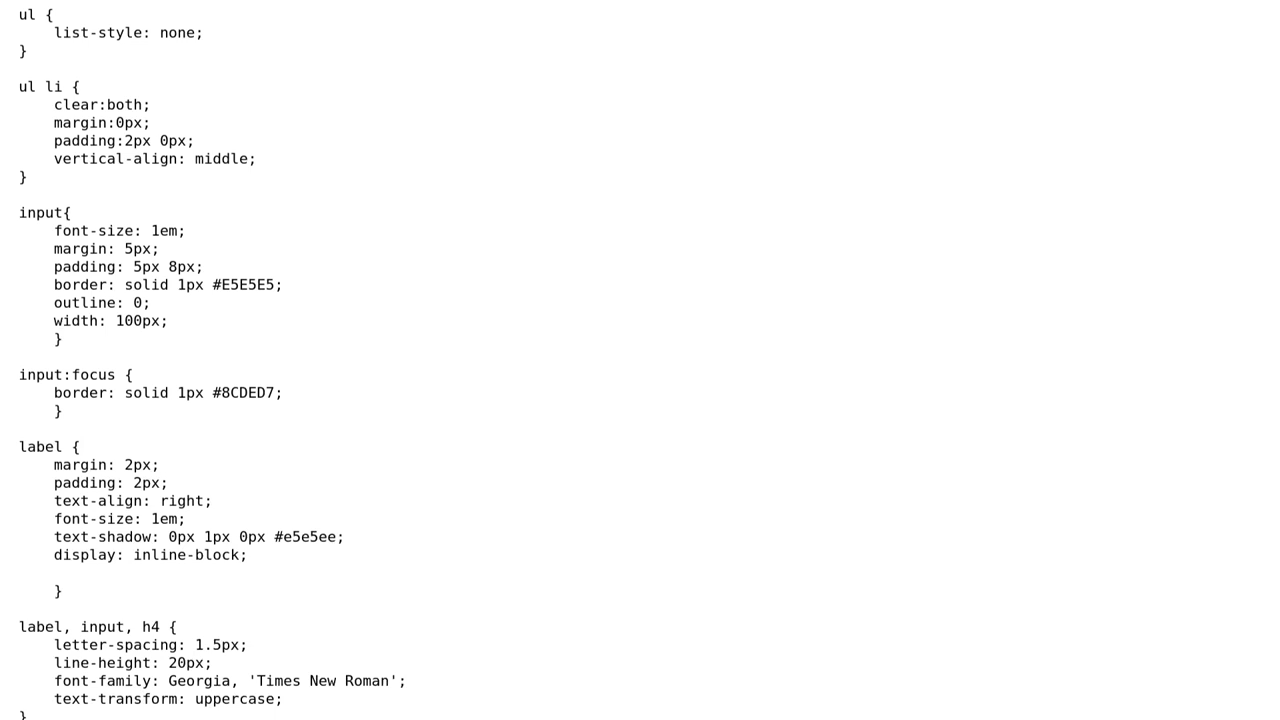 ul {
    list-style: none;
}

ul li {
    clear:both;
    margin:0px;
    padding:2px 0px;
    vertical-align: middle;
}

input{
    font-size: 1em;
    margin: 5px;
    padding: 5px 8px;
    border: solid 1px #E5E5E5;
    outline: 0;
    width: 100px;
    }

input:focus {
    border: solid 1px #8CDED7;
    }

label {
    margin: 2px;
    padding: 2px;
    text-align: right;
    font-size: 1em;
    text-shadow: 0px 1px 0px #e5e5ee;
    display: inline-block;

    }

label, input, h4 {
    letter-spacing: 1.5px;
    line-height: 20px;
    font-family: Georgia, 'Times New Roman';
    text-transform: uppercase;
}